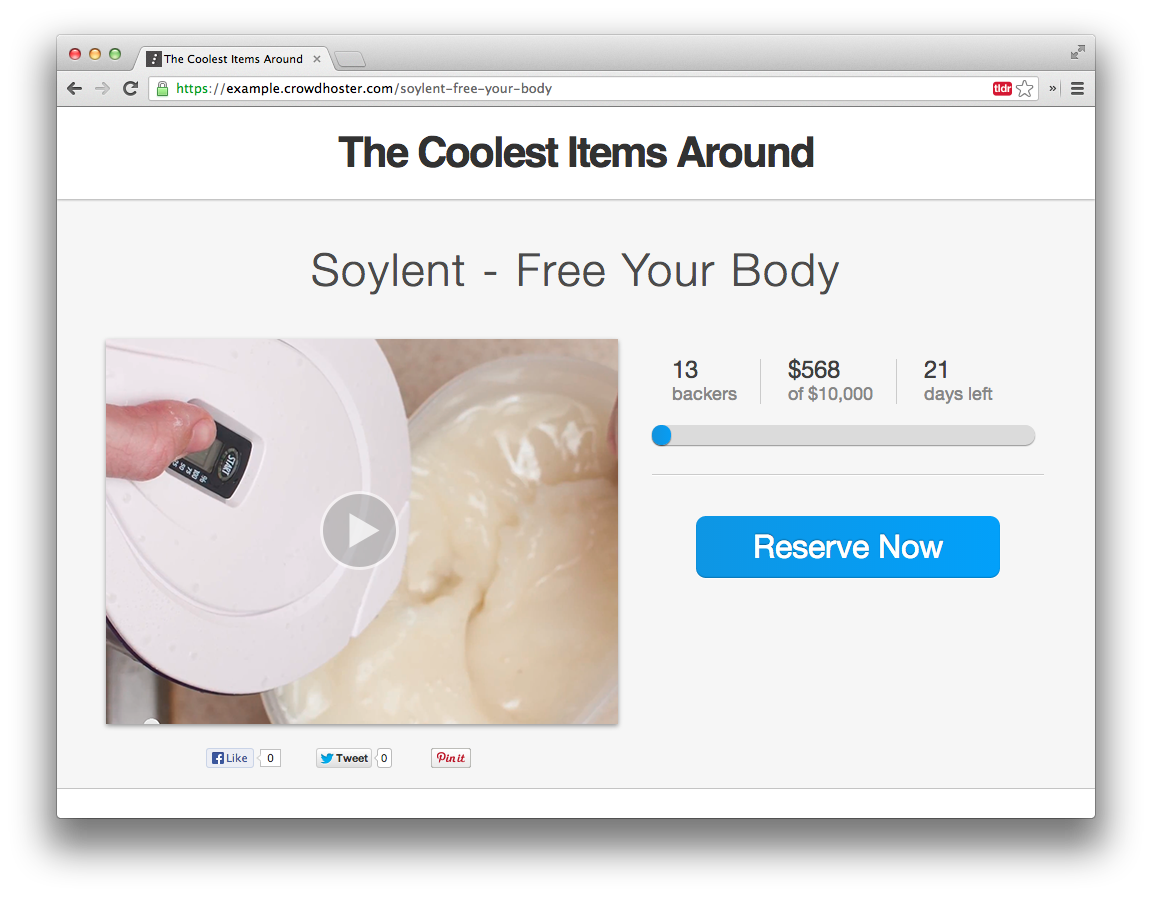 The Coolest Items Around
https://example.crowdhoster.com/soylent-free-your-body
tldr
»
The Coolest Items Around
Soylent - Free Your Body
13
backers
$568
of $10,000
21
days left
START
Reserve Now
Like 0
Tweet 0
Pin it